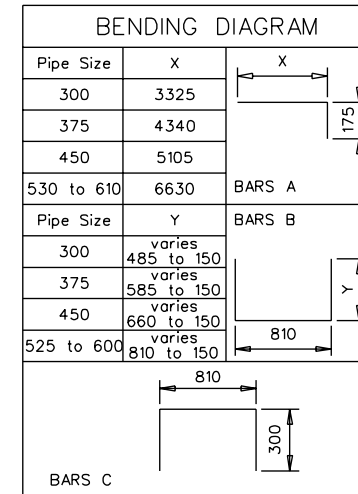 BENDING DIAGRAM
Pipe Size X
300 3325
375 4340
450 5105
530 to 610 6630
X
175
BARS A
Pipe Size Y
300 varies 485 to 150
375 varies 585 to 150
450 varies 660 to 150
525 to 600 varies 810 to 150
BARS B
Y
810
810
300
BARS C